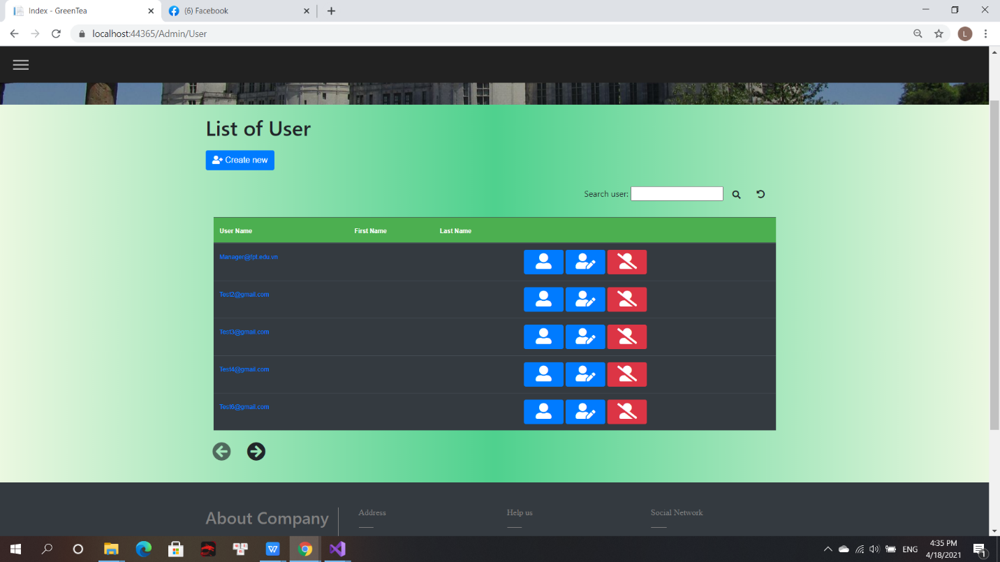 Index - GreenTea
(6) Facebook
localhost:44365/Admin/User
L
List of User
Create new
Search user:
User Name First Name Last Name
Manager@fpt.edu.vn
Test2@gmail.com
Test3@gmail.com
Test4@gmail.com
Test6@gmail.com
About Company
Address
Help us
Social Network
W
ENG
4:35 PM
4/18/2021
1